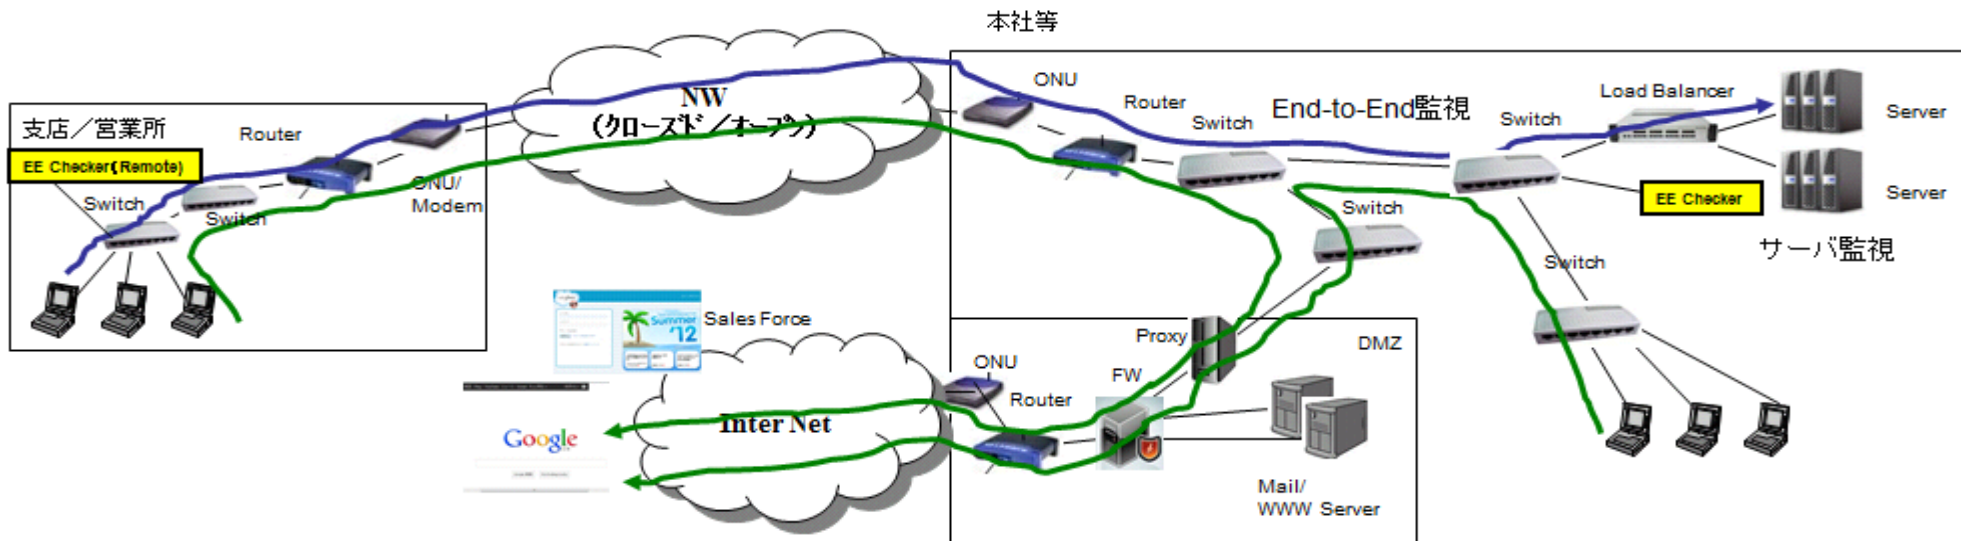 本社等
支店／営業所
EE Checker(Remote)
Router
Switch
Switch
ONU/
Modem
NW
(クローズド／オープン)
ONU
Router
Switch
End-to-End監視
Switch
Load Balancer
Server
Server
EE Checker
サーバ監視
Switch
Switch
Sales Force
Summer
'12
Google
Inter Net
ONU
Router
FW
Proxy
DMZ
Mail/
WWW Server